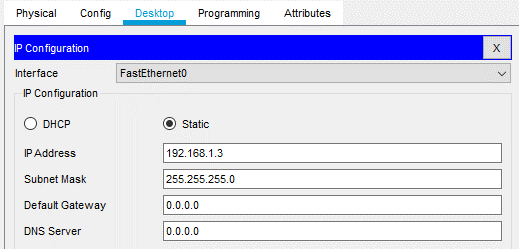 Physical Config Desktop Programming Attributes
IP Configuration X
Interface FastEthernet0
IP Configuration
DHCP Static
IP Address 192.168.1.3
Subnet Mask 255.255.255.0
Default Gateway 0.0.0.0
DNS Server 0.0.0.0